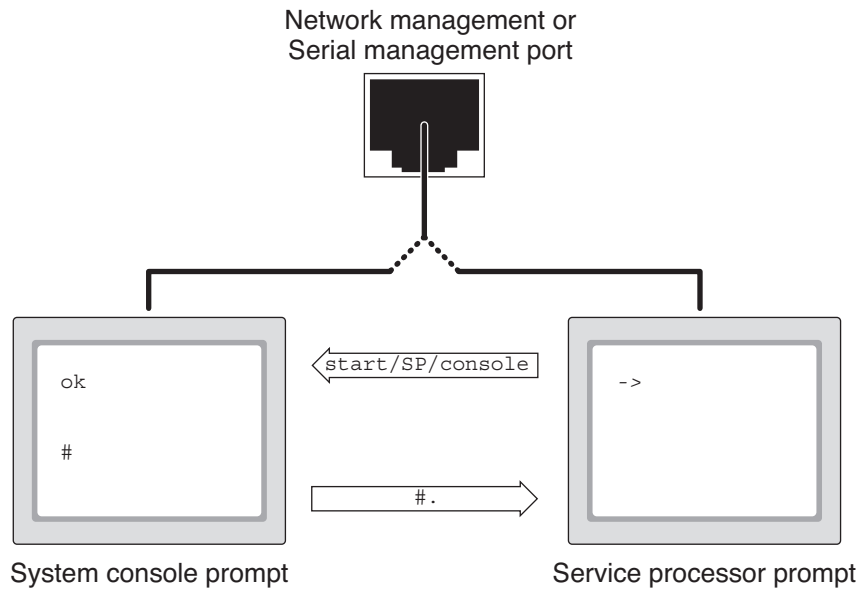 Network management or
Serial management port
start/SP/console
ok
->
#
#.
System console prompt
Service processor prompt